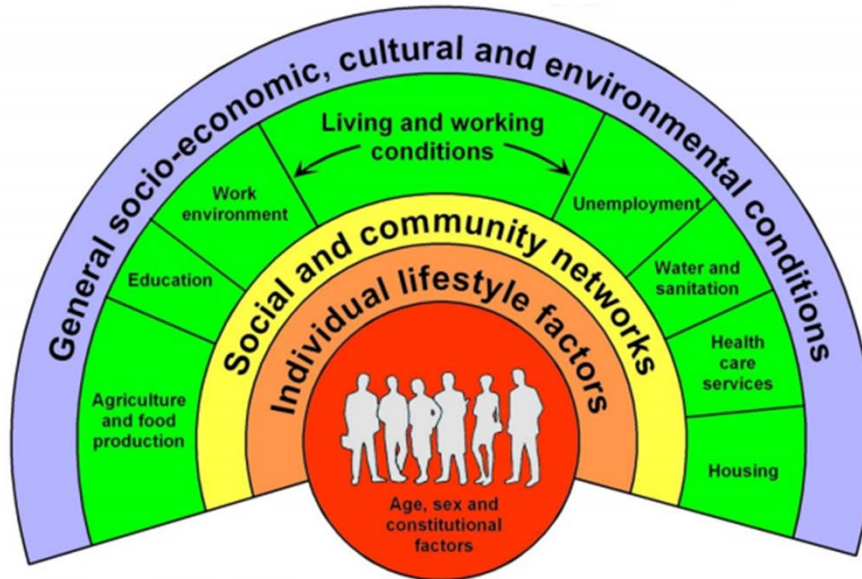 General socio-economic, cultural and environmental conditions
Living and working
conditions
Work
environment
Unemployment
Education
Water and
sanitation
Agriculture
and food
production
Health
care
services
Housing
Social and community networks
Individual lifestyle factors
Age, sex and
constitutional
factors